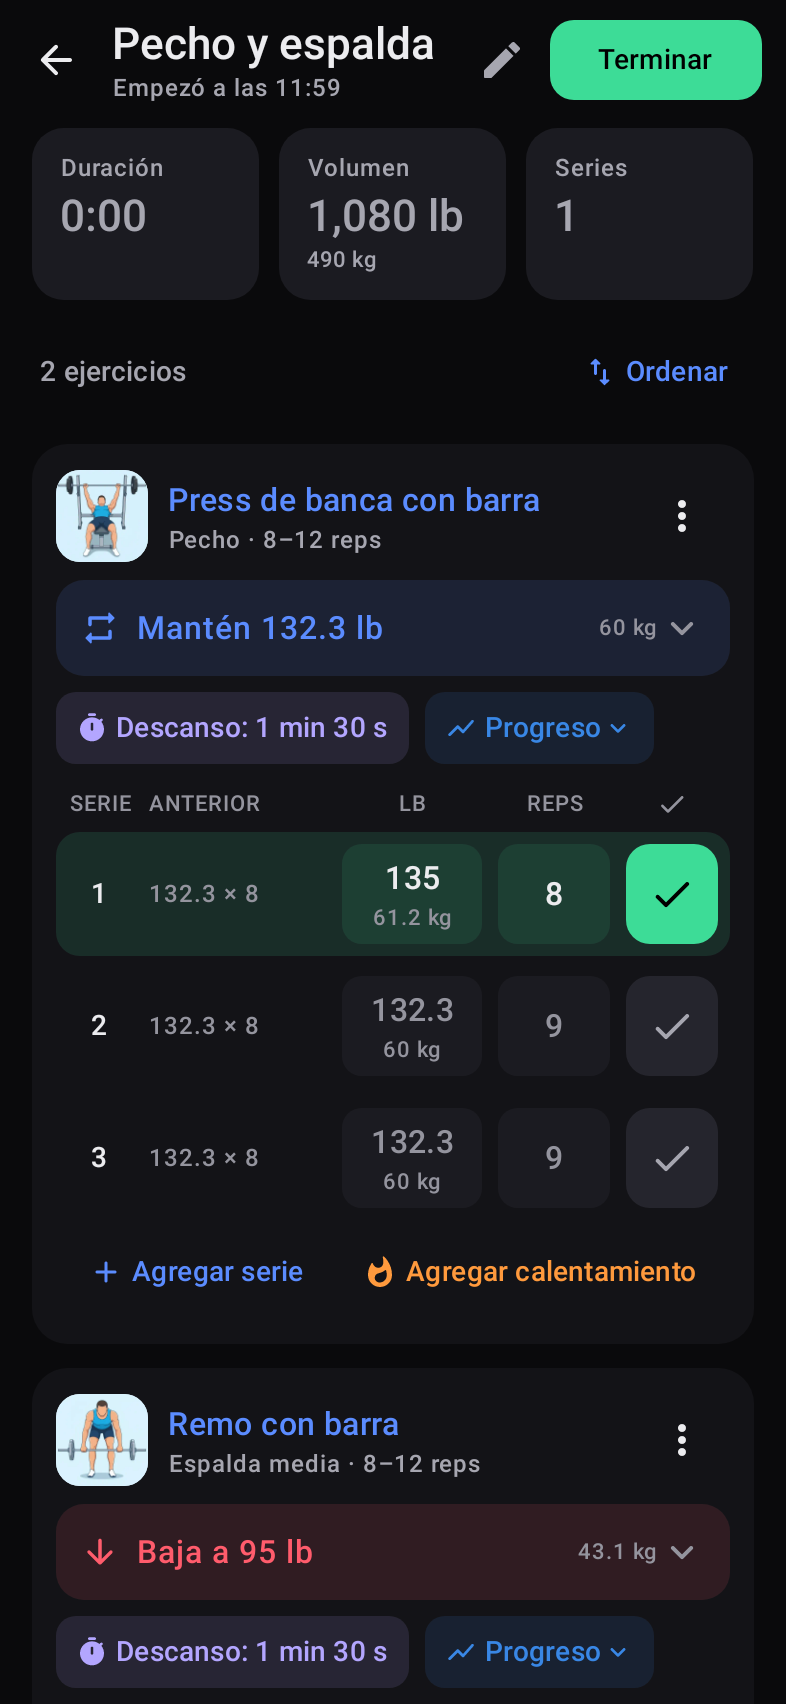 Pecho y espalda
Empezó a las 11:59
Terminar
Duración
0:00
Volumen
1,080 lb
490 kg
Series
1
2 ejercicios
Ordenar
Press de banca con barra
Pecho · 8–12 reps
Mantén 132.3 lb
60 kg
Descanso: 1 min 30 s
Progreso
SERIE ANTERIOR LB REPS
1 132.3 × 8 135 8
61.2 kg
2 132.3 × 8 132.3 9
60 kg
3 132.3 × 8 132.3 9
60 kg
Agregar serie
Agregar calentamiento
Remo con barra
Espalda media · 8–12 reps
Baja a 95 lb
43.1 kg
Descanso: 1 min 30 s
Progreso